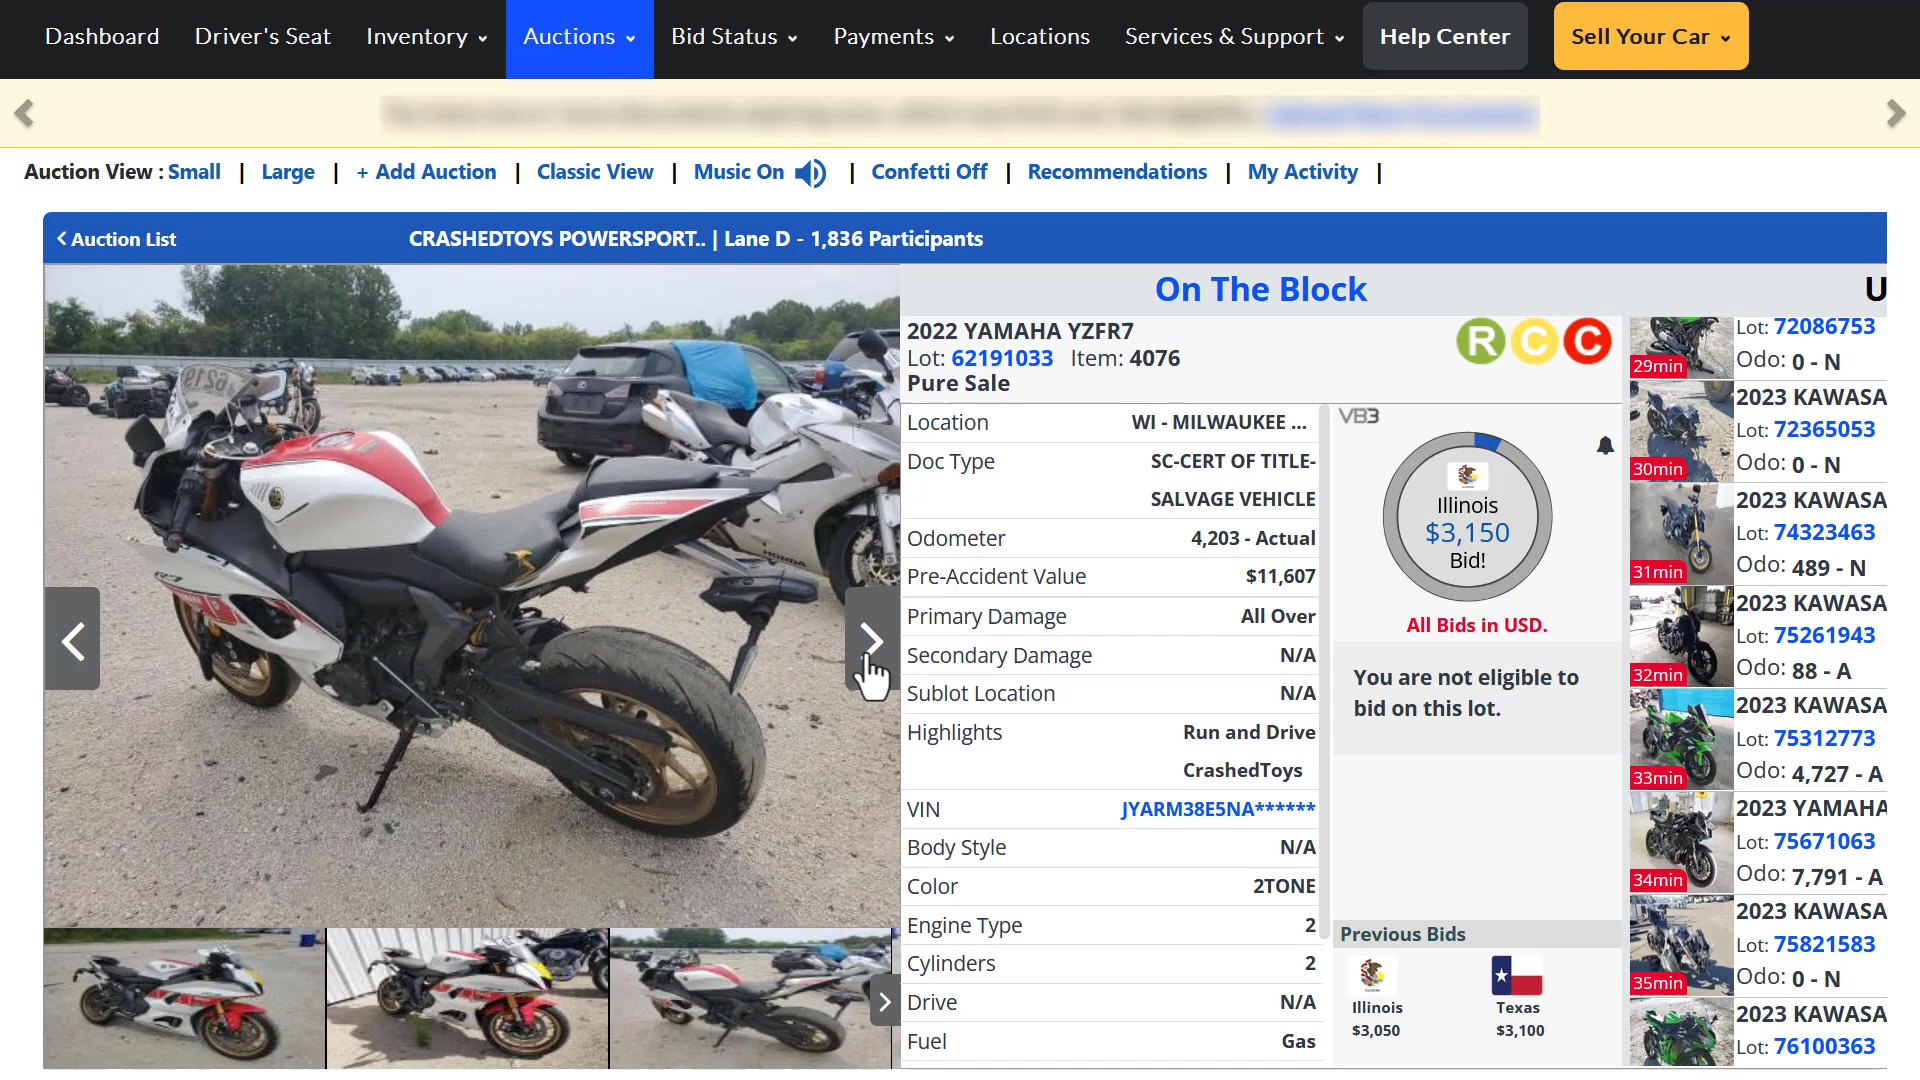 Dashboard
Driver's Seat
Inventory
Auctions
Bid Status
Payments
Locations
Services & Support
Help Center
Sell Your Car
Auction View : Small | Large | + Add Auction | Classic View | Music On | Confetti Off | Recommendations | My Activity |
Auction List
CRASHEDTOYS POWERSPORT.. | Lane D - 1,836 Participants
On The Block
U
2022 YAMAHA YZFR7
Lot: 62191033 Item: 4076
Pure Sale
R C C
Location WI - MILWAUKEE ...
Doc Type SC-CERT OF TITLE-
SALVAGE VEHICLE
Odometer 4,203 - Actual
Pre-Accident Value $11,607
Primary Damage All Over
Secondary Damage N/A
Sublot Location N/A
Highlights Run and Drive
CrashedToys
VIN JYARM38E5NA******
Body Style N/A
Color 2TONE
Engine Type 2
Cylinders 2
Drive N/A
Fuel Gas
VB3
Illinois
$3,150
Bid!
All Bids in USD.
You are not eligible to
bid on this lot.
Previous Bids
Illinois
$3,050
Texas
$3,100
Lot: 72086753
Odo: 0 - N
29min
2023 KAWASA
Lot: 72365053
Odo: 0 - N
30min
2023 KAWASA
Lot: 74323463
Odo: 489 - N
31min
2023 KAWASA
Lot: 75261943
Odo: 88 - A
32min
2023 KAWASA
Lot: 75312773
Odo: 4,727 - A
33min
2023 YAMAHA
Lot: 75671063
Odo: 7,791 - A
34min
2023 KAWASA
Lot: 75821583
Odo: 0 - N
35min
2023 KAWASA
Lot: 76100363
HONDA